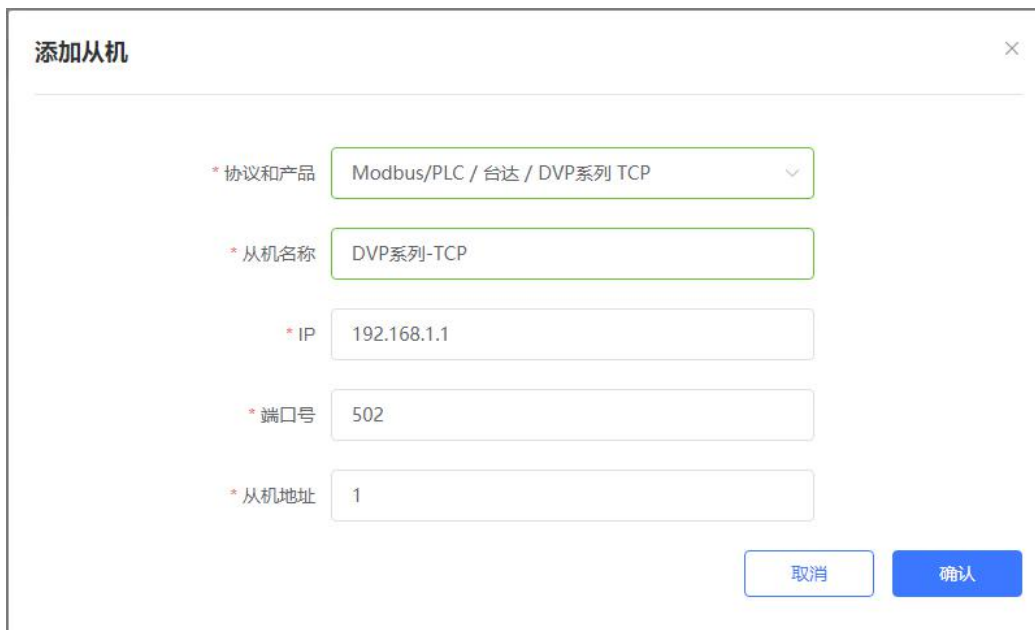 添加从机
* 协议和产品 Modbus/PLC / 台达 / DVP系列 TCP
* 从机名称 DVP系列-TCP
* IP 192.168.1.1
* 端口号 502
* 从机地址 1
取消 确认